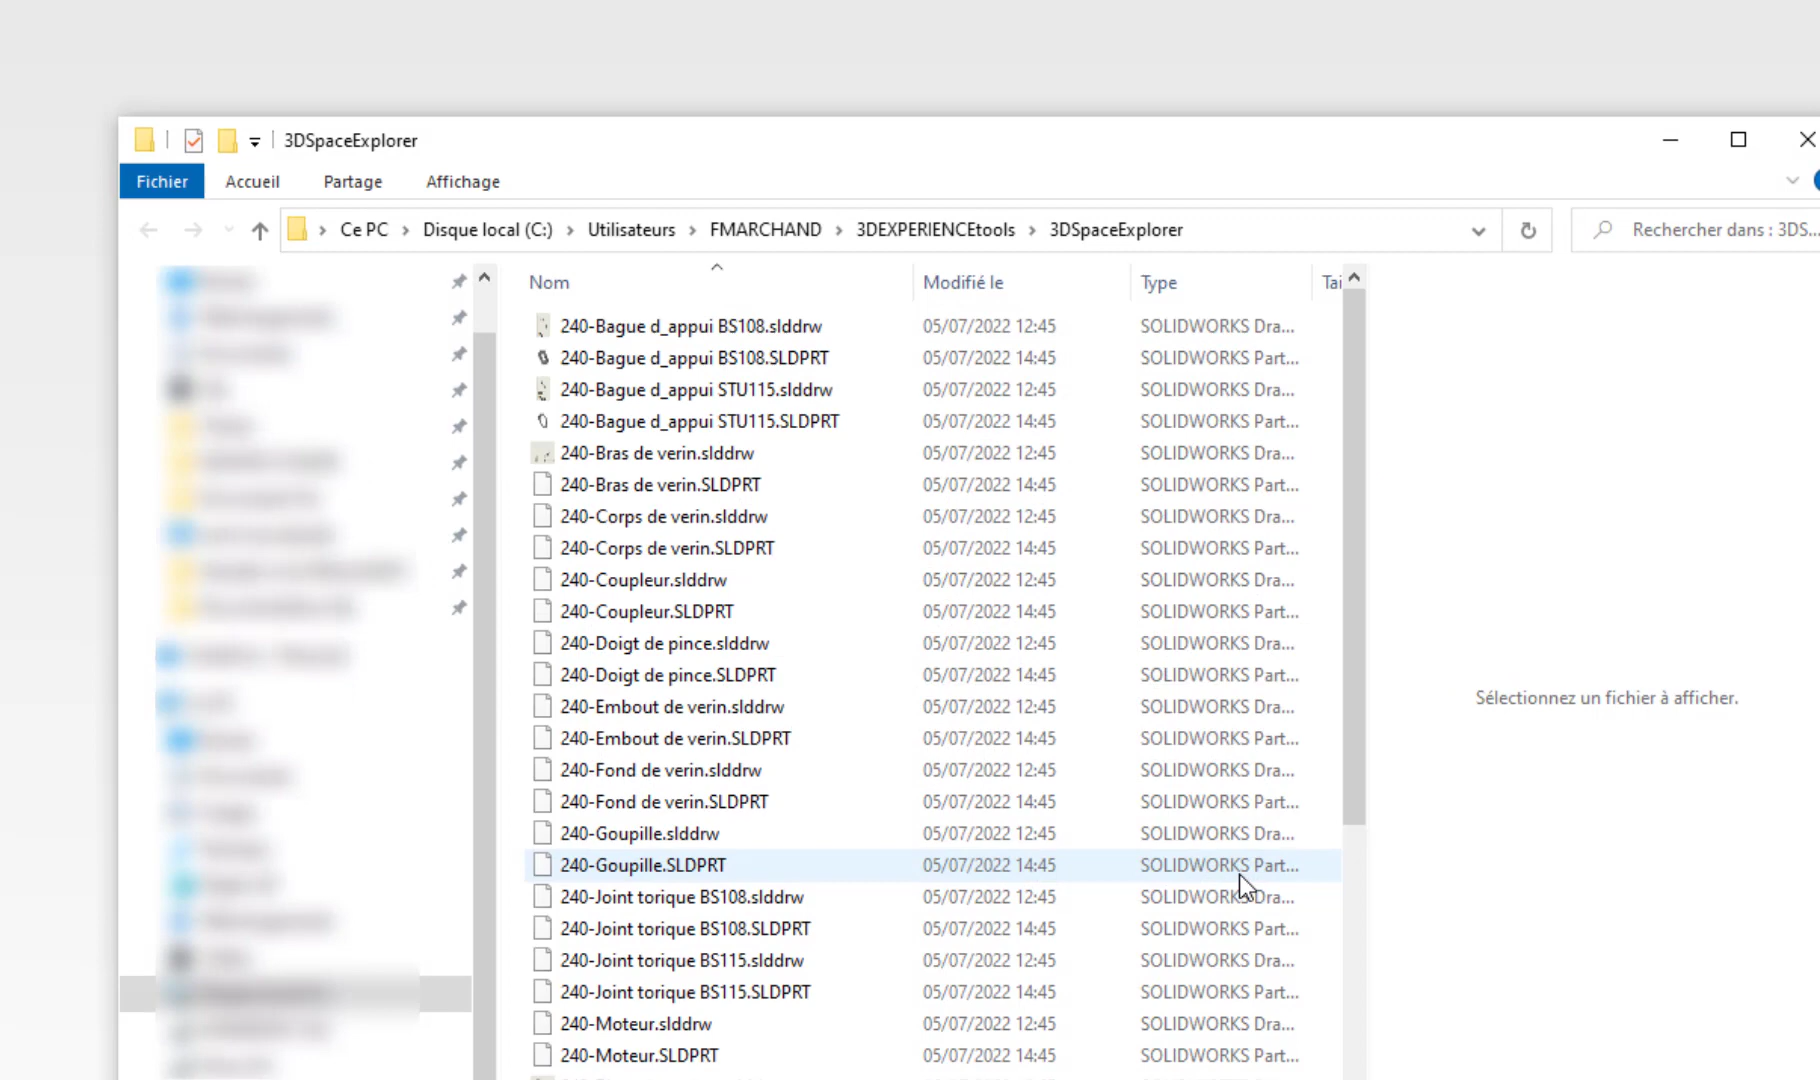 3DSpaceExplorer
Fichier Accueil Partage Affichage
Ce PC Disque local (C:) Utilisateurs FMARCHAND 3DEXPERIENCEtools 3DSpaceExplorer Rechercher dans : 3DS...
Nom Modifié le Type Tai
240-Bague d_appui BS108.slddrw 05/07/2022 12:45 SOLIDWORKS Dra...
240-Bague d_appui BS108.SLDPRT 05/07/2022 14:45 SOLIDWORKS Part...
240-Bague d_appui STU115.slddrw 05/07/2022 12:45 SOLIDWORKS Dra...
240-Bague d_appui STU115.SLDPRT 05/07/2022 14:45 SOLIDWORKS Part...
240-Bras de verin.slddrw 05/07/2022 12:45 SOLIDWORKS Dra...
240-Bras de verin.SLDPRT 05/07/2022 14:45 SOLIDWORKS Part...
240-Corps de verin.slddrw 05/07/2022 12:45 SOLIDWORKS Dra...
240-Corps de verin.SLDPRT 05/07/2022 14:45 SOLIDWORKS Part...
240-Coupleur.slddrw 05/07/2022 12:45 SOLIDWORKS Dra...
240-Coupleur.SLDPRT 05/07/2022 14:45 SOLIDWORKS Part...
240-Doigt de pince.slddrw 05/07/2022 12:45 SOLIDWORKS Dra...
240-Doigt de pince.SLDPRT 05/07/2022 14:45 SOLIDWORKS Part...
Sélectionnez un fichier à afficher.
240-Embout de verin.slddrw 05/07/2022 12:45 SOLIDWORKS Dra...
240-Embout de verin.SLDPRT 05/07/2022 14:45 SOLIDWORKS Part...
240-Fond de verin.slddrw 05/07/2022 12:45 SOLIDWORKS Dra...
240-Fond de verin.SLDPRT 05/07/2022 14:45 SOLIDWORKS Part...
240-Goupille.slddrw 05/07/2022 12:45 SOLIDWORKS Dra...
240-Goupille.SLDPRT 05/07/2022 14:45 SOLIDWORKS Part...
240-Joint torique BS108.slddrw 05/07/2022 12:45 SOLIDWORKS Dra...
240-Joint torique BS108.SLDPRT 05/07/2022 14:45 SOLIDWORKS Part...
240-Joint torique BS115.slddrw 05/07/2022 12:45 SOLIDWORKS Dra...
240-Joint torique BS115.SLDPRT 05/07/2022 14:45 SOLIDWORKS Part...
240-Moteur.slddrw 05/07/2022 12:45 SOLIDWORKS Dra...
240-Moteur.SLDPRT 05/07/2022 14:45 SOLIDWORKS Part...